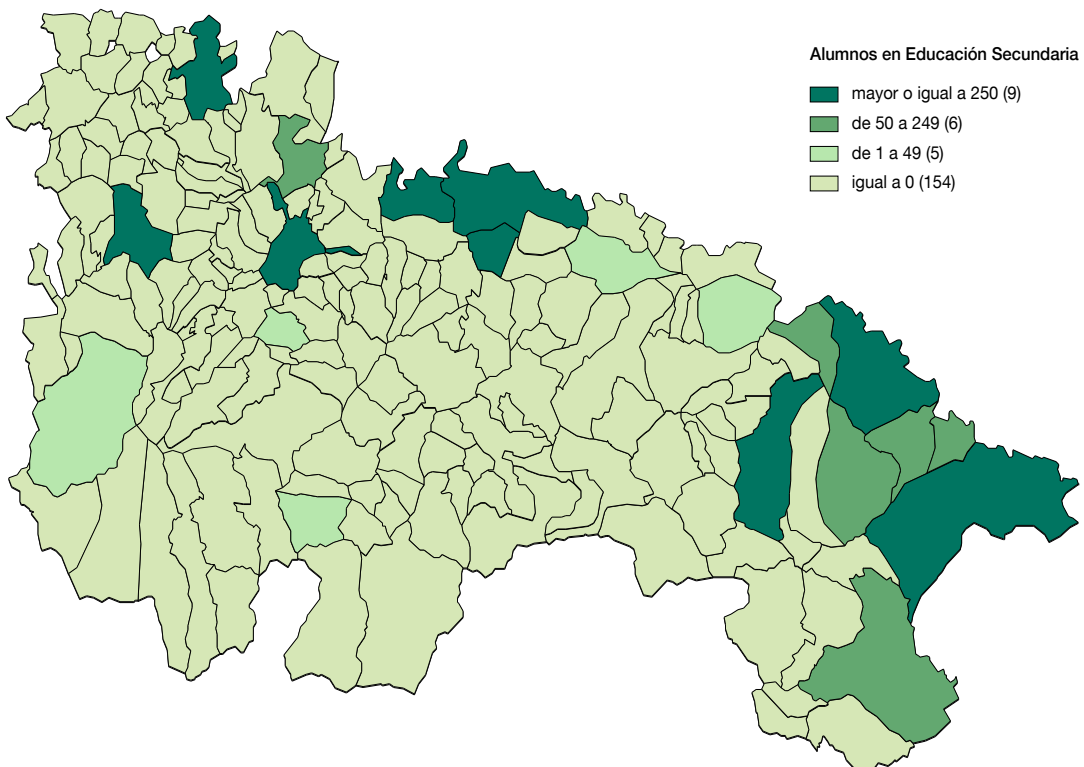 Alumnos en Educación Secundaria
mayor o igual a 250 (9)
de 50 a 249 (6)
de 1 a 49 (5)
igual a 0 (154)